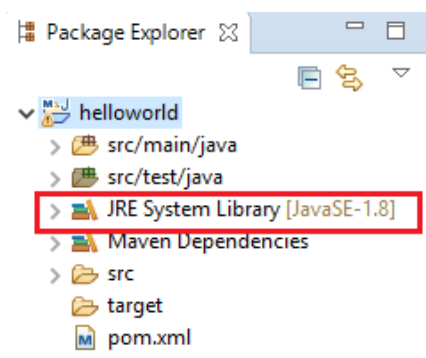 Package Explorer
helloworld
src/main/java
src/test/java
JRE System Library [JavaSE-1.8]
Maven Dependencies
src
target
pom.xml